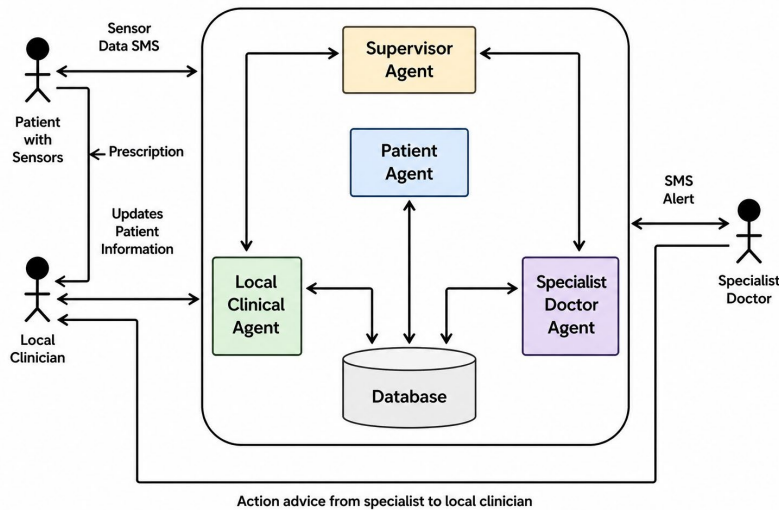 Sensor
Data SMS
Supervisor
Agent
Patient
with
Sensors
Prescription
Patient
Agent
SMS
Alert
Updates
Patient
Information
Local
Clinical
Agent
Specialist
Doctor
Agent
Specialist
Doctor
Local
Clinician
Database
Action advice from specialist to local clinician